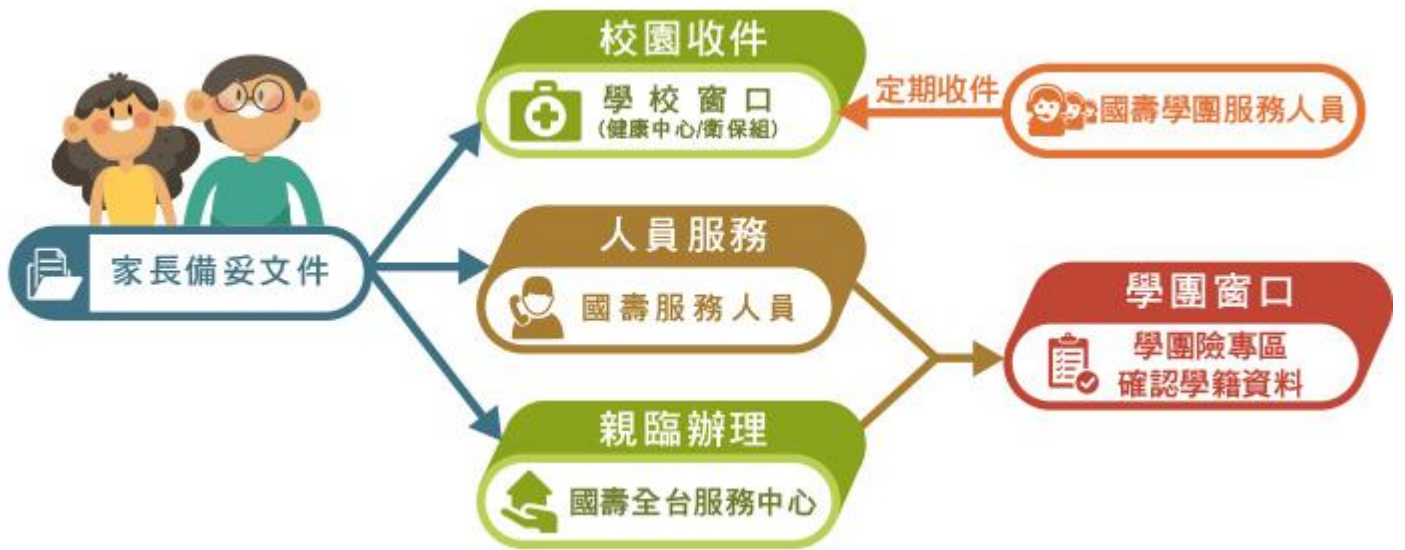 校園收件
學校窗口
(健康中心/衛保組)
定期收件
國壽學團服務人員
家長備妥文件
人員服務
國壽服務人員
學團窗口
學團險專區
確認學籍資料
親臨辦理
國壽全台服務中心